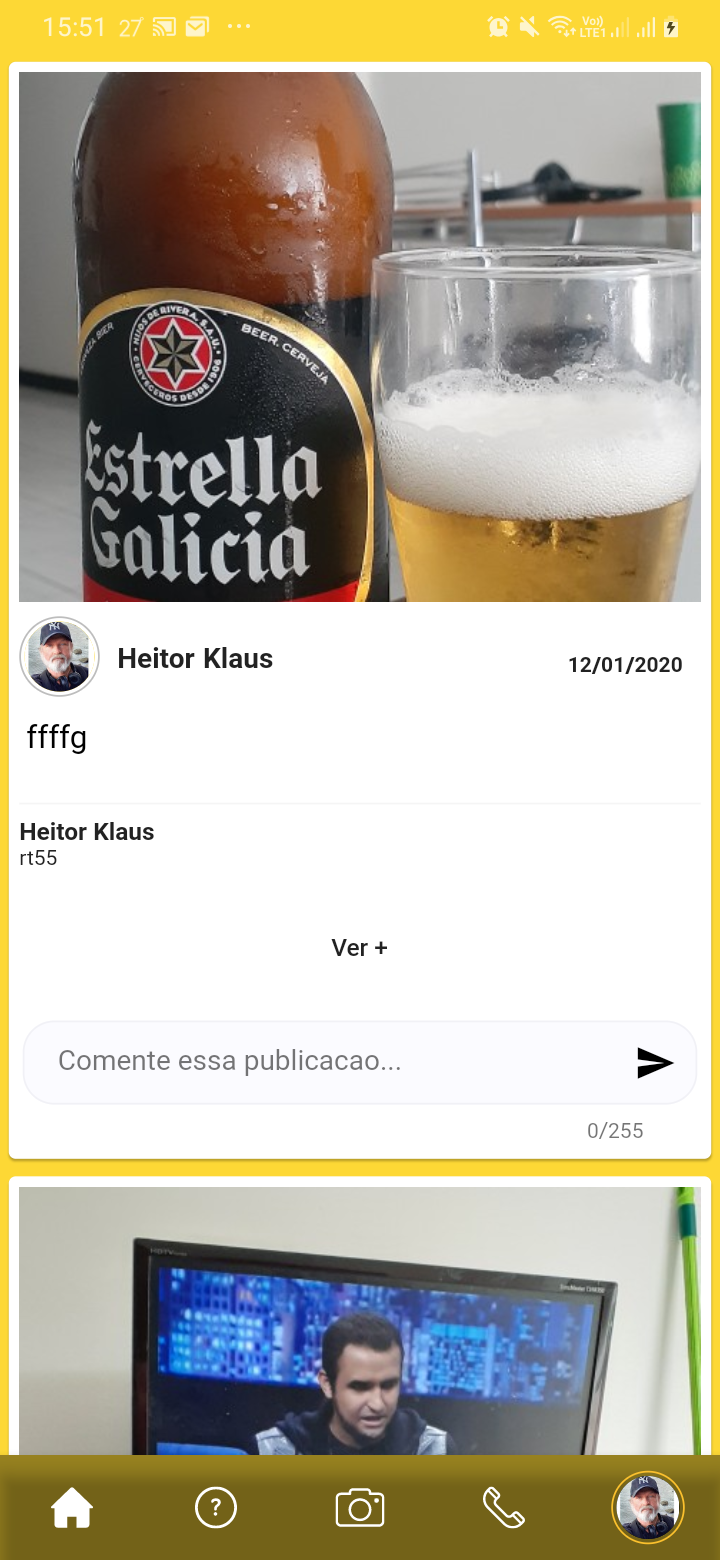 15:51 27°
Vo))
LTE1
HIJOS DE RIVERA, S.A.U.
CERVECEROS DESDE 1906
BIER
BEER. CERVEJA
Estrella
Galicia
Heitor Klaus
12/01/2020
ffffg
Heitor Klaus
rt55
Ver +
Comente essa publicacao...
0/255
?